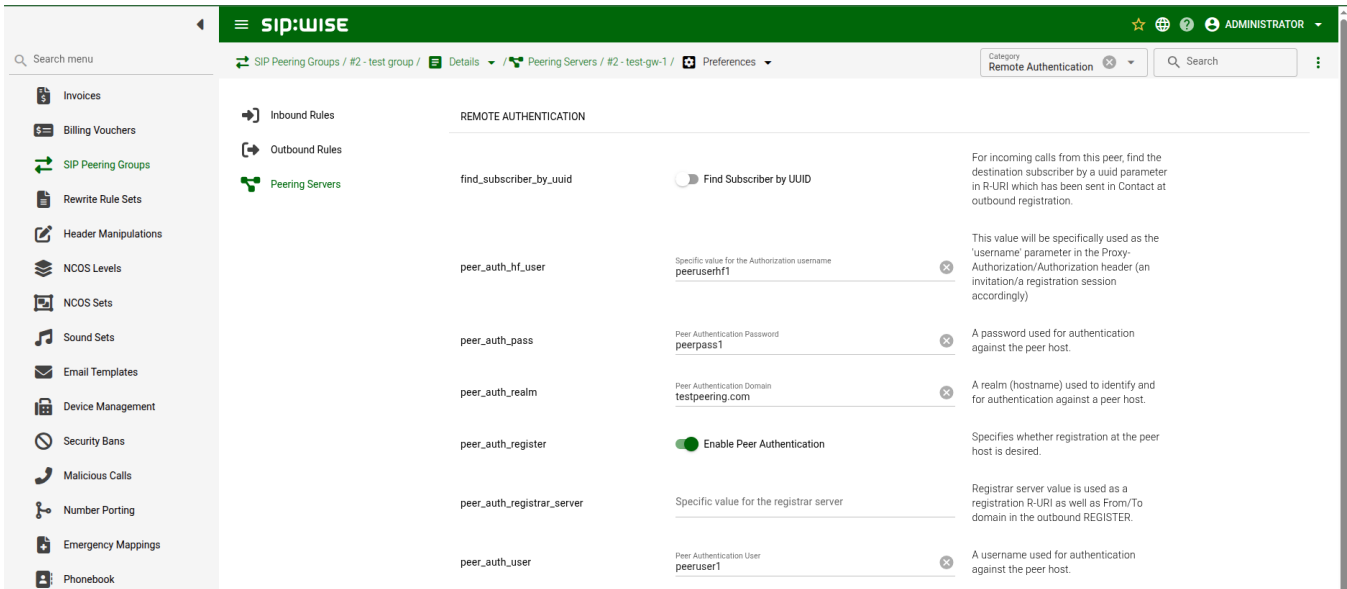 sip:wise
ADMINISTRATOR
Search menu
SIP Peering Groups / #2 - test group / Details / Peering Servers / #2 - test-gw-1 / Preferences
Category
Remote Authentication
Search
Invoices
Billing Vouchers
SIP Peering Groups
Rewrite Rule Sets
Header Manipulations
NCOS Levels
NCOS Sets
Sound Sets
Email Templates
Device Management
Security Bans
Malicious Calls
Number Porting
Emergency Mappings
Phonebook
Inbound Rules
Outbound Rules
Peering Servers
REMOTE AUTHENTICATION
find_subscriber_by_uuid
Find Subscriber by UUID
For incoming calls from this peer, find the
destination subscriber by a uuid parameter
in R-URI which has been sent in Contact at
outbound registration.
peer_auth_hf_user
Specific value for the Authorization username
peeruserhf1
This value will be specifically used as the
'username' parameter in the Proxy-
Authorization/Authorization header (an
invitation/a registration session
accordingly)
peer_auth_pass
Peer Authentication Password
peerpass1
A password used for authentication
against the peer host.
peer_auth_realm
Peer Authentication Domain
testpeering.com
A realm (hostname) used to identify and
for authentication against a peer host.
peer_auth_register
Enable Peer Authentication
Specifies whether registration at the peer
host is desired.
peer_auth_registrar_server
Specific value for the registrar server
Registrar server value is used as a
registration R-URI as well as From/To
domain in the outbound REGISTER.
peer_auth_user
Peer Authentication User
peeruser1
A username used for authentication
against the peer host.